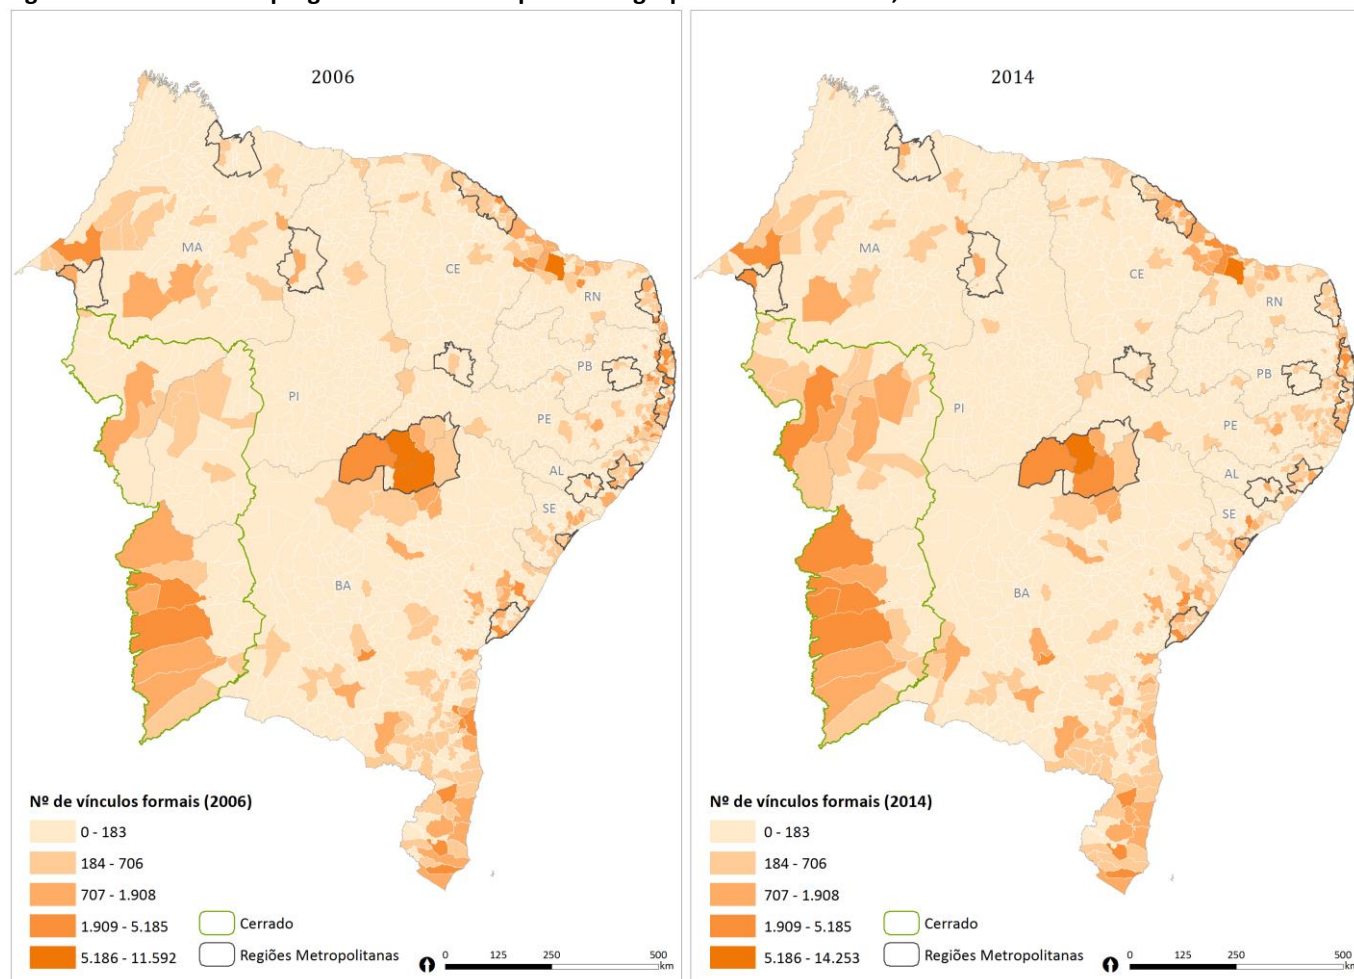 2006
MA
CE
RN
PB
PI
PE
AL
SE
BA
Nº de vínculos formais (2006)
0 - 183
184 - 706
707 - 1.908
1.909 - 5.185
5.186 - 11.592
Cerrado
Regiões Metropolitanas
0 125 250 500
km
2014
MA
CE
RN
PB
PI
PE
AL
SE
BA
Nº de vínculos formais (2014)
0 - 183
184 - 706
707 - 1.908
1.909 - 5.185
5.186 - 14.253
Cerrado
Regiões Metropolitanas
0 125 250 500
km